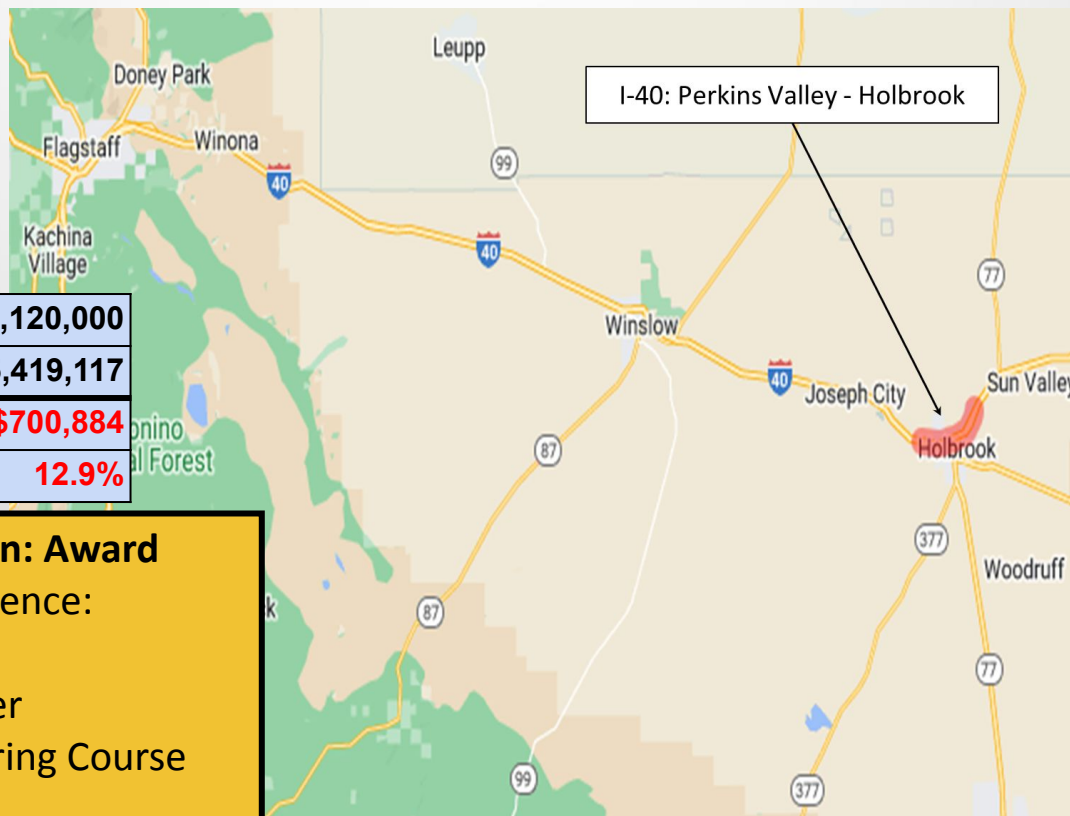 Leupp
Doney Park
I-40: Perkins Valley - Holbrook
Flagstaff
Winona
99
40
Kachina
Village
40
77
,120,000
,419,117
$700,884
12.9%
Winslow
40
Joseph City
Sun Valley
Holbrook
onino
al Forest
87
377
Woodruff
n: Award
ence:
er
ring Course
k
87
77
99
377